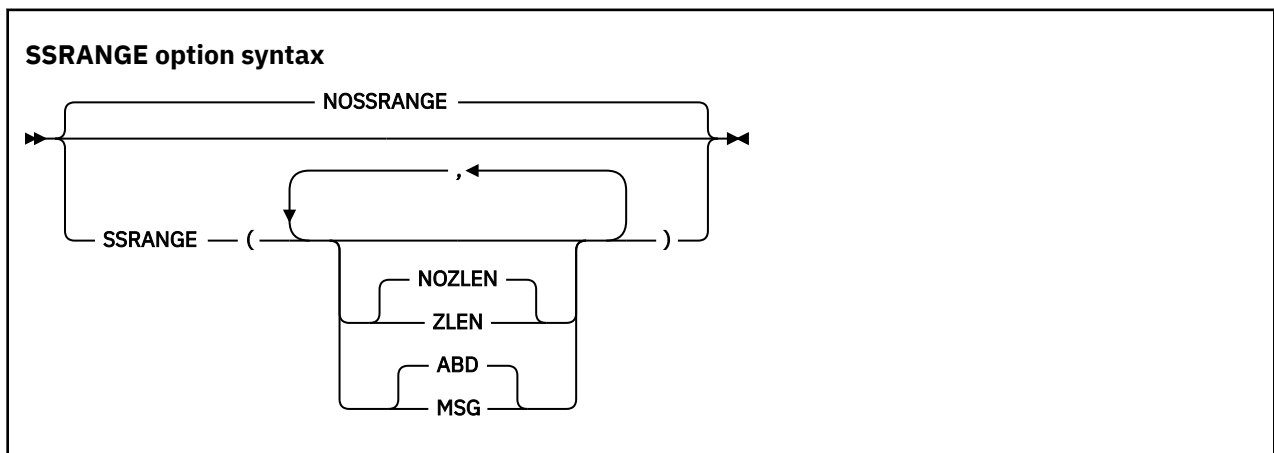 SSRANGE option syntax
NOSSRANGE
,
SSRANGE ( )
NOZLEN
ZLEN
ABD
MSG